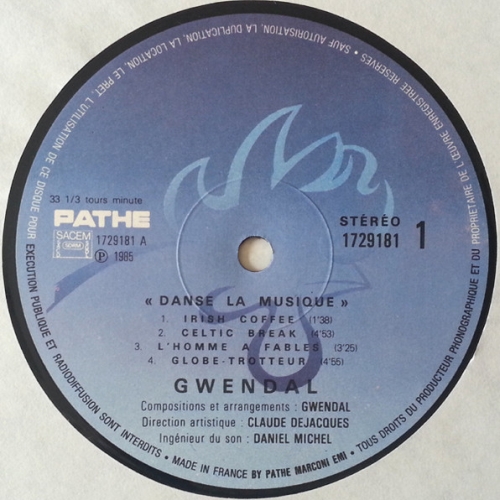 33 1/3 tours minute
PATHE
SACEM
SDRM
1729181 A
Ⓟ 1985
STÉRÉO
1729181
1
« DANSE LA MUSIQUE »
1. IRISH COFFEE (1'38)
2. CELTIC BREAK (4'53)
3. L'HOMME A FABLES (3'25)
4. GLOBE-TROTTEUR (4'55)
GWENDAL
Compositions et arrangements : GWENDAL
Direction artistique : CLAUDE DEJACQUES
Ingénieur du son : DANIEL MICHEL
• MADE IN FRANCE BY PATHE MARCONI EMI • TOUS DROITS DU PRODUCTEUR PHONOGRAPHIQUE ET DU PROPRIETAIRE DE L'ŒUVRE ENREGISTREE RESERVES • SAUF AUTORISATION, LA DUPLICATION, LA LOCATION, LE PRET, L'UTILISATION DE CE DISQUE POUR EXECUTION PUBLIQUE ET RADIODIFFUSION SONT INTERDITS